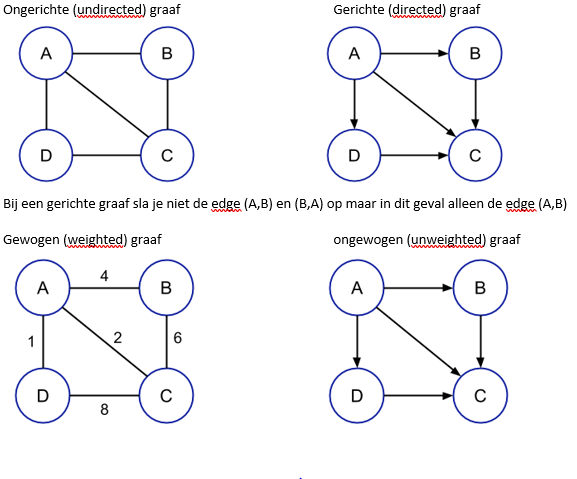 Ongerichte (undirected) graaf
Gerichte (directed) graaf
A
B
D
C
A
B
D
C
Bij een gerichte graaf sla je niet de edge (A,B) en (B,A) op maar in dit geval alleen de edge (A,B)
Gewogen (weighted) graaf
ongewogen (unweighted) graaf
A
4
B
1
2
6
D
8
C
A
B
D
C